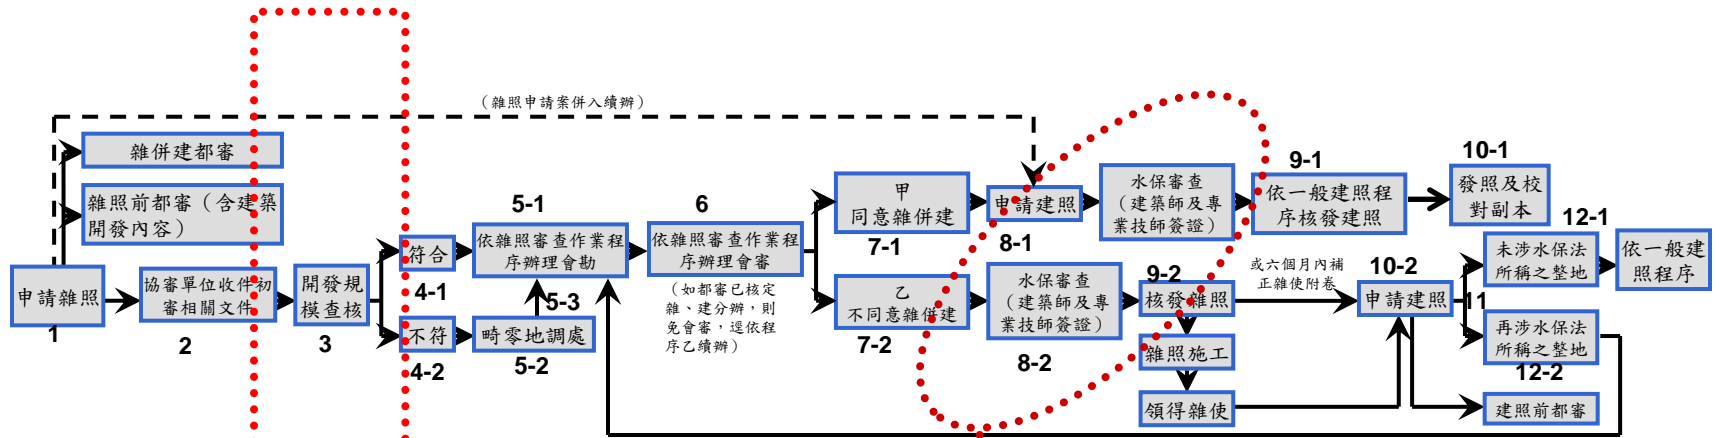 （雜照申請案併入續辦）
雜併建都審
雜照前都審（含建築
開發內容）
申請雜照
1
協審單位收件初
審相關文件
2
開發規
模查核
3
符合
4-1
不符
4-2
5-1
依雜照審查作業程
序辦理會勘
5-3
畸零地調處
5-2
6
依雜照審查作業程
序辦理會審
（如都審已核定
雜、建分辦，則
免會審，逕依程
序乙續辦）
甲
同意雜併建
7-1
乙
不同意雜併建
7-2
申請建照
8-1
水保審查
（建築師及專
業技師簽證）
水保審查
（建築師及專
業技師簽證）
8-2
9-1
依一般建照程
序核發建照
9-2
核發雜照
雜照施工
領得雜使
或六個月內補
正雜使附卷
10-1
發照及校
對副本
10-2
申請建照
11
12-1
未涉水保法
所稱之整地
依一般建
照程序
再涉水保法
所稱之整地
12-2
建照前都審